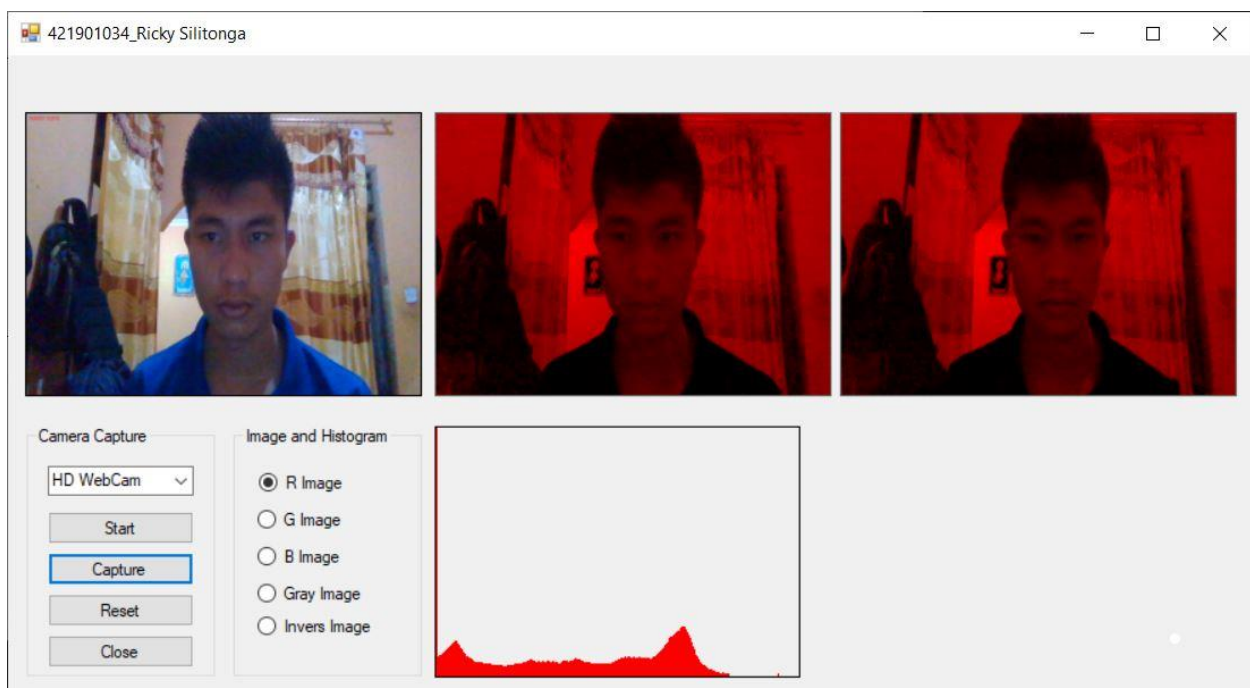 421901034_Ricky Silitonga
Camera Capture
HD WebCam
Start
Capture
Reset
Close
Image and Histogram
R Image
G Image
B Image
Gray Image
Invers Image